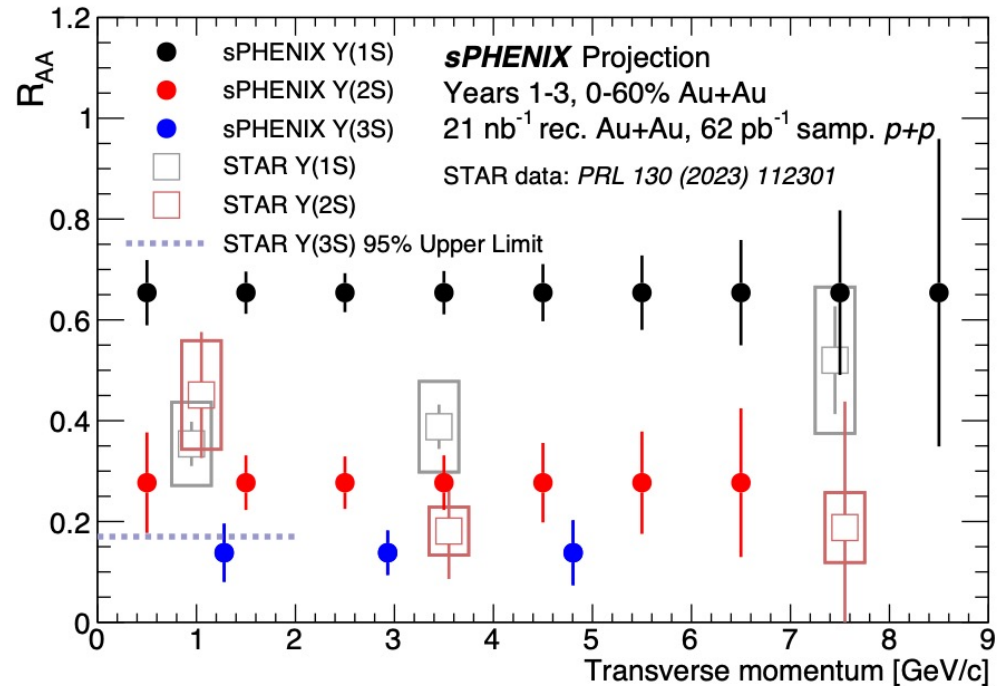 sPHENIX Y(1S)
sPHENIX Y(2S)
sPHENIX Y(3S)
STAR Y(1S)
STAR Y(2S)
STAR Y(3S) 95% Upper Limit
sPHENIX Projection
Years 1-3, 0-60% Au+Au
21 nb⁻¹ rec. Au+Au, 62 pb⁻¹ samp. p+p
STAR data: PRL 130 (2023) 112301
R_AA
1.2
1
0.8
0.6
0.4
0.2
0
0 1 2 3 4 5 6 7 8 9
Transverse momentum [GeV/c]